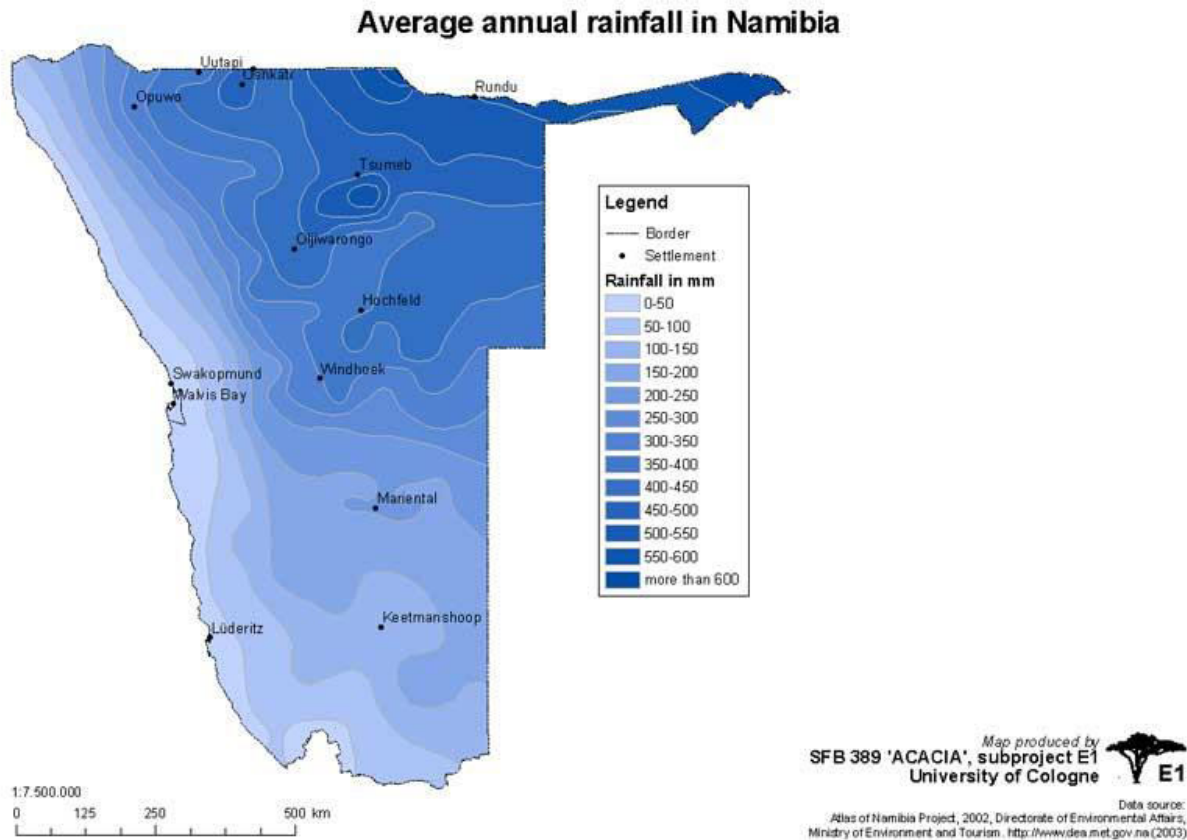 Average annual rainfall in Namibia
Uutapi
Oshkati
Opuwo
Rundu
Tsumeb
Otjiwarongo
Hochfeld
Windhoek
Swakopmund
Walvis Bay
Mariental
Keetmanshoop
Lüderitz
Legend
Border
Settlement
Rainfall in mm
0-50
50-100
100-150
150-200
200-250
250-300
300-350
350-400
400-450
450-500
500-550
550-600
more than 600
1:7.500.000
0 125 250 500 km
Map produced by
SFB 389 'ACACIA', subproject E1
University of Cologne
E1
Data source:
Atlas of Namibia Project, 2002, Directorate of Environmental Affairs,
Ministry of Environment and Tourism. http://www.dea.met.gov.na (2003)